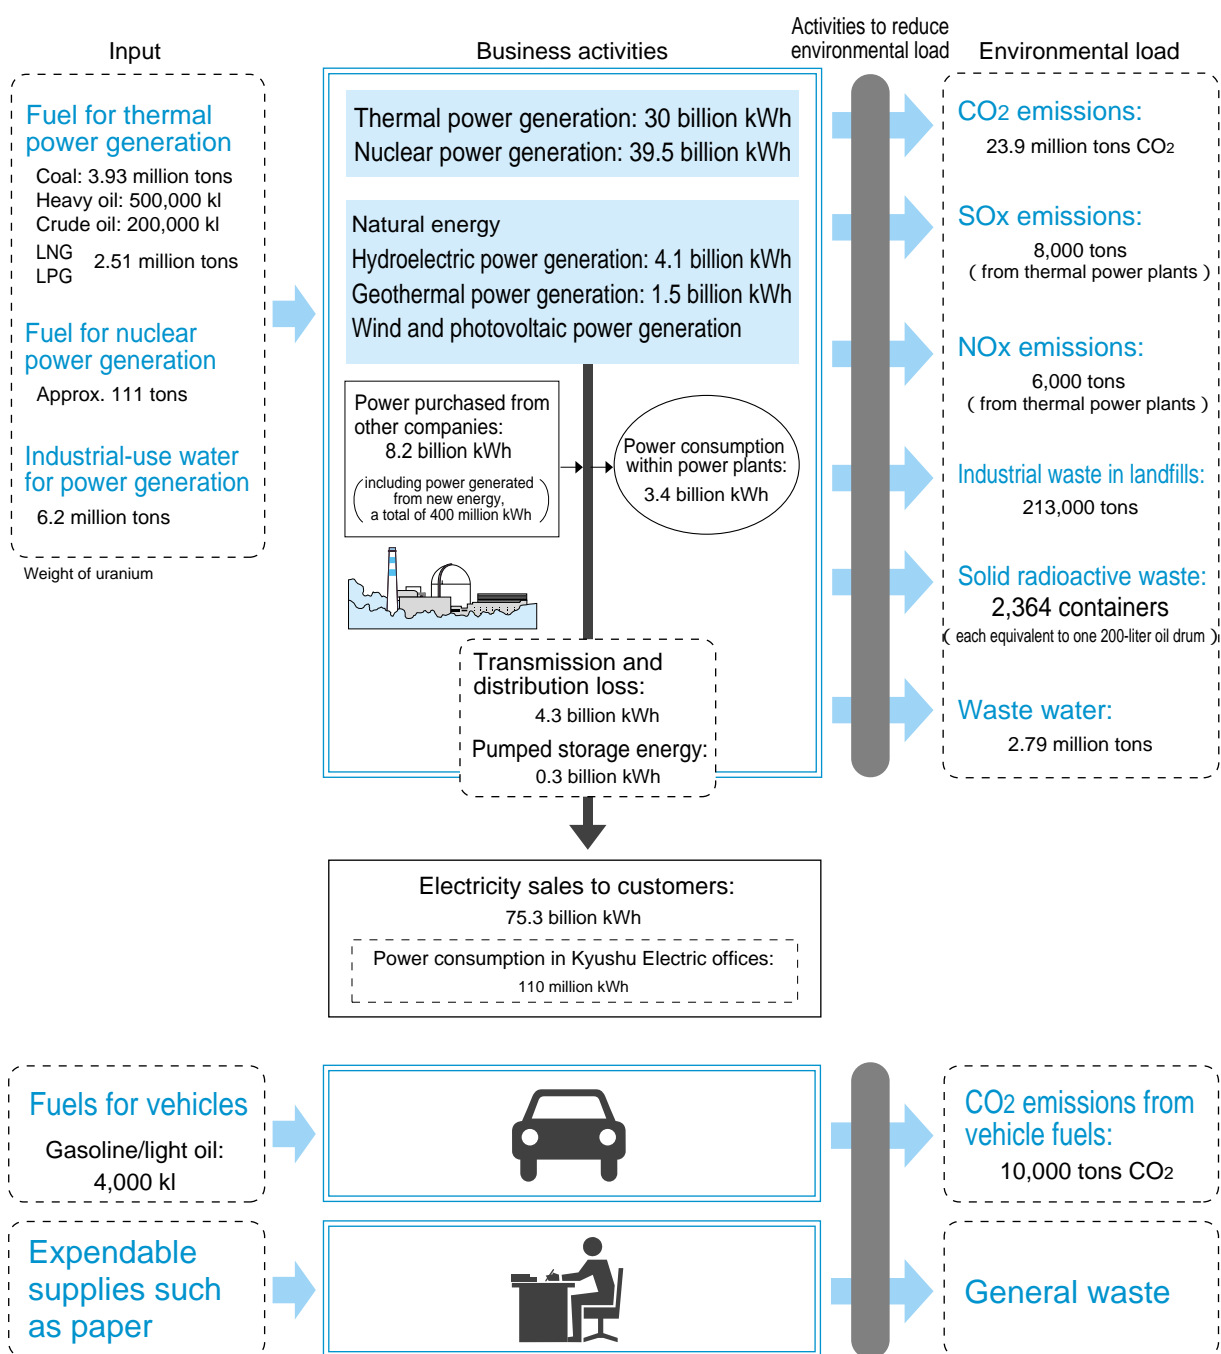 Input
Business activities
Activities to reduce
environmental load
Environmental load
Fuel for thermal
power generation
Coal: 3.93 million tons
Heavy oil: 500,000 kl
Crude oil: 200,000 kl
LNG
LPG
2.51 million tons
Fuel for nuclear
power generation
Approx. 111 tons
Industrial-use water
for power generation
6.2 million tons
Weight of uranium
Thermal power generation: 30 billion kWh
Nuclear power generation: 39.5 billion kWh
Natural energy
Hydroelectric power generation: 4.1 billion kWh
Geothermal power generation: 1.5 billion kWh
Wind and photovoltaic power generation
Power purchased from
other companies:
8.2 billion kWh
(including power generated
from new energy,
a total of 400 million kWh)
Power consumption
within power plants:
3.4 billion kWh
Transmission and
distribution loss:
4.3 billion kWh
Pumped storage energy:
0.3 billion kWh
Electricity sales to customers:
75.3 billion kWh
Power consumption in Kyushu Electric offices:
110 million kWh
CO2 emissions:
23.9 million tons CO2
SOx emissions:
8,000 tons
(from thermal power plants)
NOx emissions:
6,000 tons
(from thermal power plants)
Industrial waste in landfills:
213,000 tons
Solid radioactive waste:
2,364 containers
(each equivalent to one 200-liter oil drum)
Waste water:
2.79 million tons
Fuels for vehicles
Gasoline/light oil:
4,000 kl
CO2 emissions from
vehicle fuels:
10,000 tons CO2
Expendable
supplies such
as paper
General waste